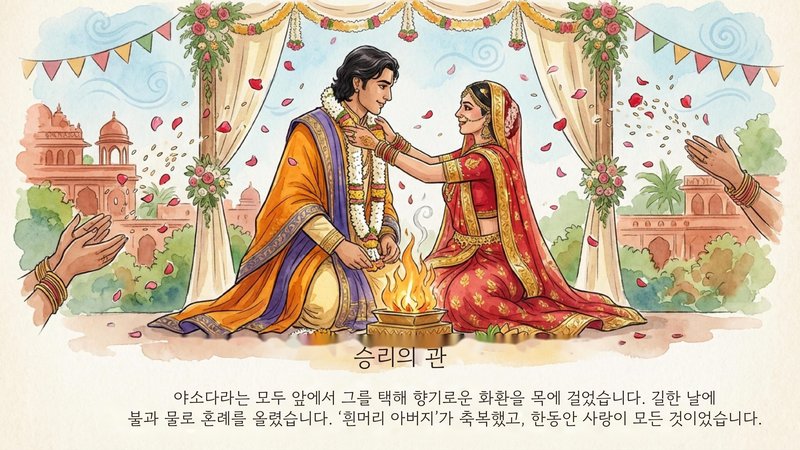 승리의 관
야소다라는 모두 앞에서 그를 택해 향기로운 화환을 목에 걸었습니다. 길한 날에
불과 물로 혼례를 올렸습니다. ‘흰머리 아버지’가 축복했고, 한동안 사랑이 모든 것이었습니다.